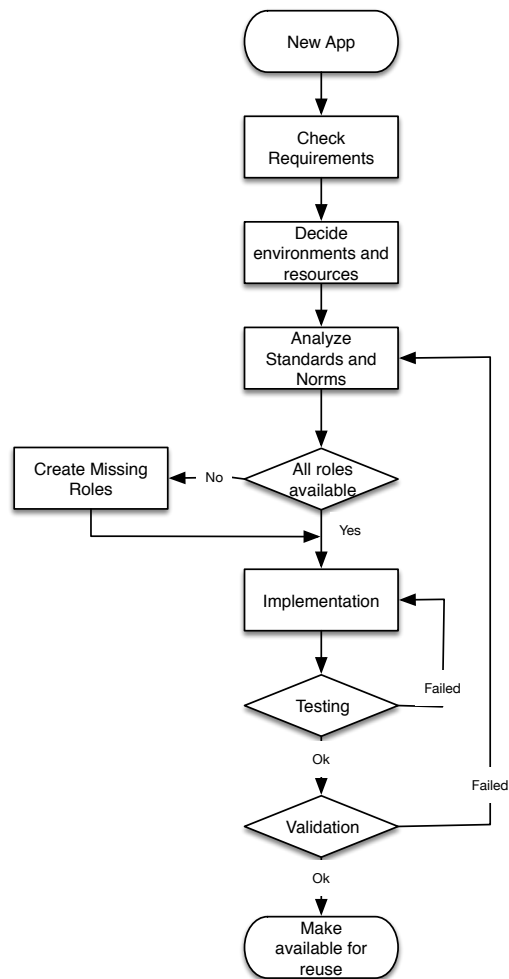 New App
Check
Requirements
Decide
environments and
resources
Analyze
Standards and
Norms
All roles
available
No
Create Missing
Roles
Yes
Implementation
Failed
Testing
Ok
Failed
Validation
Ok
Make
available for
reuse